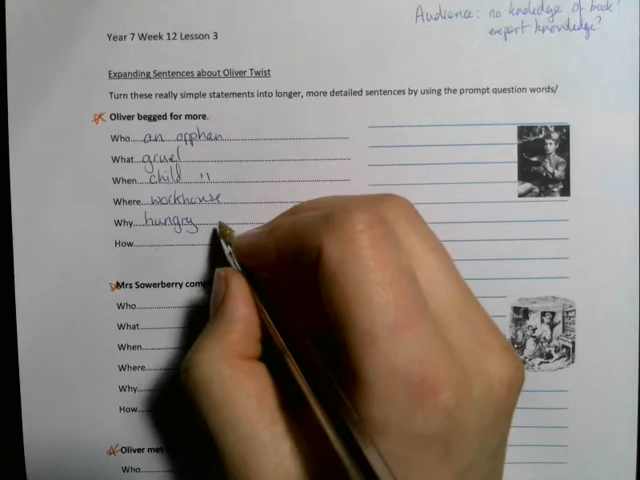 Audience: no knoledge of book?
expert knowledge?
Year 7 Week 12 Lesson 3
Expanding Sentences about Oliver Twist
Turn these really simple statements into longer, more detailed sentences by using the prompt question words/
Oliver begged for more.
Who....an opphan
What....gruel
When....child 11
Where....workhouse
Why....hungry
How....
Mrs Sowerberry
Who....
What....
When....
Where....
Why....
How....
Oliver met
Who....